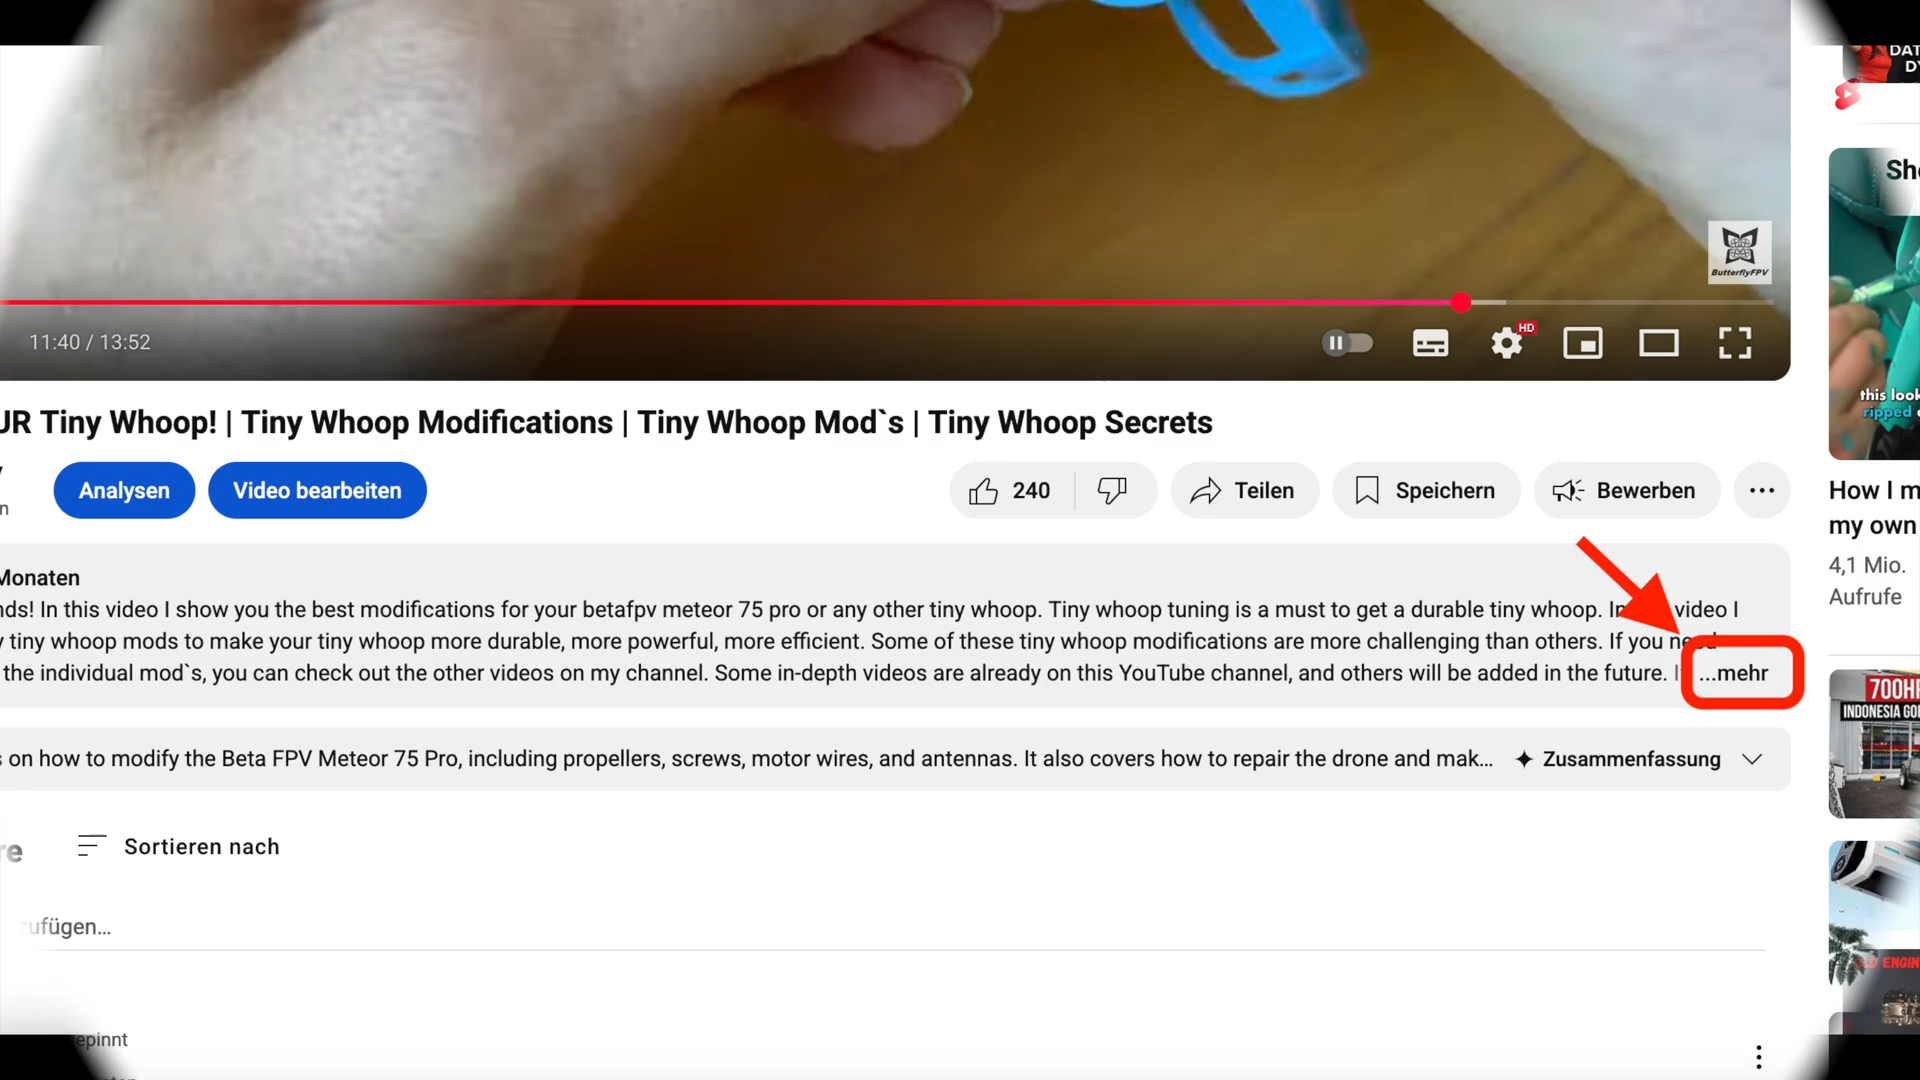 DAT
ButterflyFPV
11:40 / 13:52
HD
UR Tiny Whoop! | Tiny Whoop Modifications | Tiny Whoop Mod`s | Tiny Whoop Secrets
Analysen
Video bearbeiten
240
Teilen
Speichern
Bewerben
Monaten
nds! In this video I show you the best modifications for your betafpv meteor 75 pro or any other tiny whoop. Tiny whoop tuning is a must to get a durable tiny whoop. In video I
y tiny whoop mods to make your tiny whoop more durable, more powerful, more efficient. Some of these tiny whoop modifications are more challenging than others. If you need
the individual mod`s, you can check out the other videos on my channel. Some in-depth videos are already on this YouTube channel, and others will be added in the future. ...mehr
s on how to modify the Beta FPV Meteor 75 Pro, including propellers, screws, motor wires, and antennas. It also covers how to repair the drone and mak...
Zusammenfassung
re
Sortieren nach
zufügen...
epinnt
Sho
this look
ripped
How I m
my own
4,1 Mio.
Aufrufe
700HP
INDONESIA GO
ENGIN